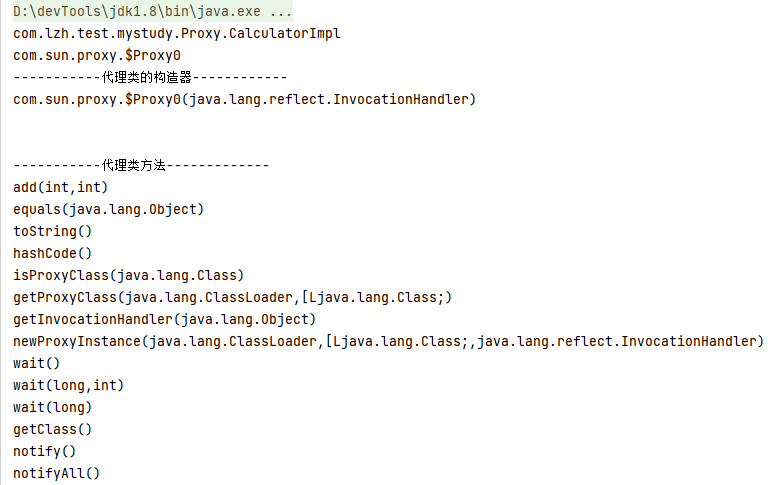 D:\devTools\jdk1.8\bin\java.exe ...
com.lzh.test.mystudy.Proxy.CalculatorImpl
com.sun.proxy.$Proxy0
-----------代理类的构造器------------
com.sun.proxy.$Proxy0(java.lang.reflect.InvocationHandler)
-----------代理类方法-------------
add(int,int)
equals(java.lang.Object)
toString()
hashCode()
isProxyClass(java.lang.Class)
getProxyClass(java.lang.ClassLoader,[Ljava.lang.Class;)
getInvocationHandler(java.lang.Object)
newProxyInstance(java.lang.ClassLoader,[Ljava.lang.Class;,java.lang.reflect.InvocationHandler)
wait()
wait(long,int)
wait(long)
getClass()
notify()
notifyAll()